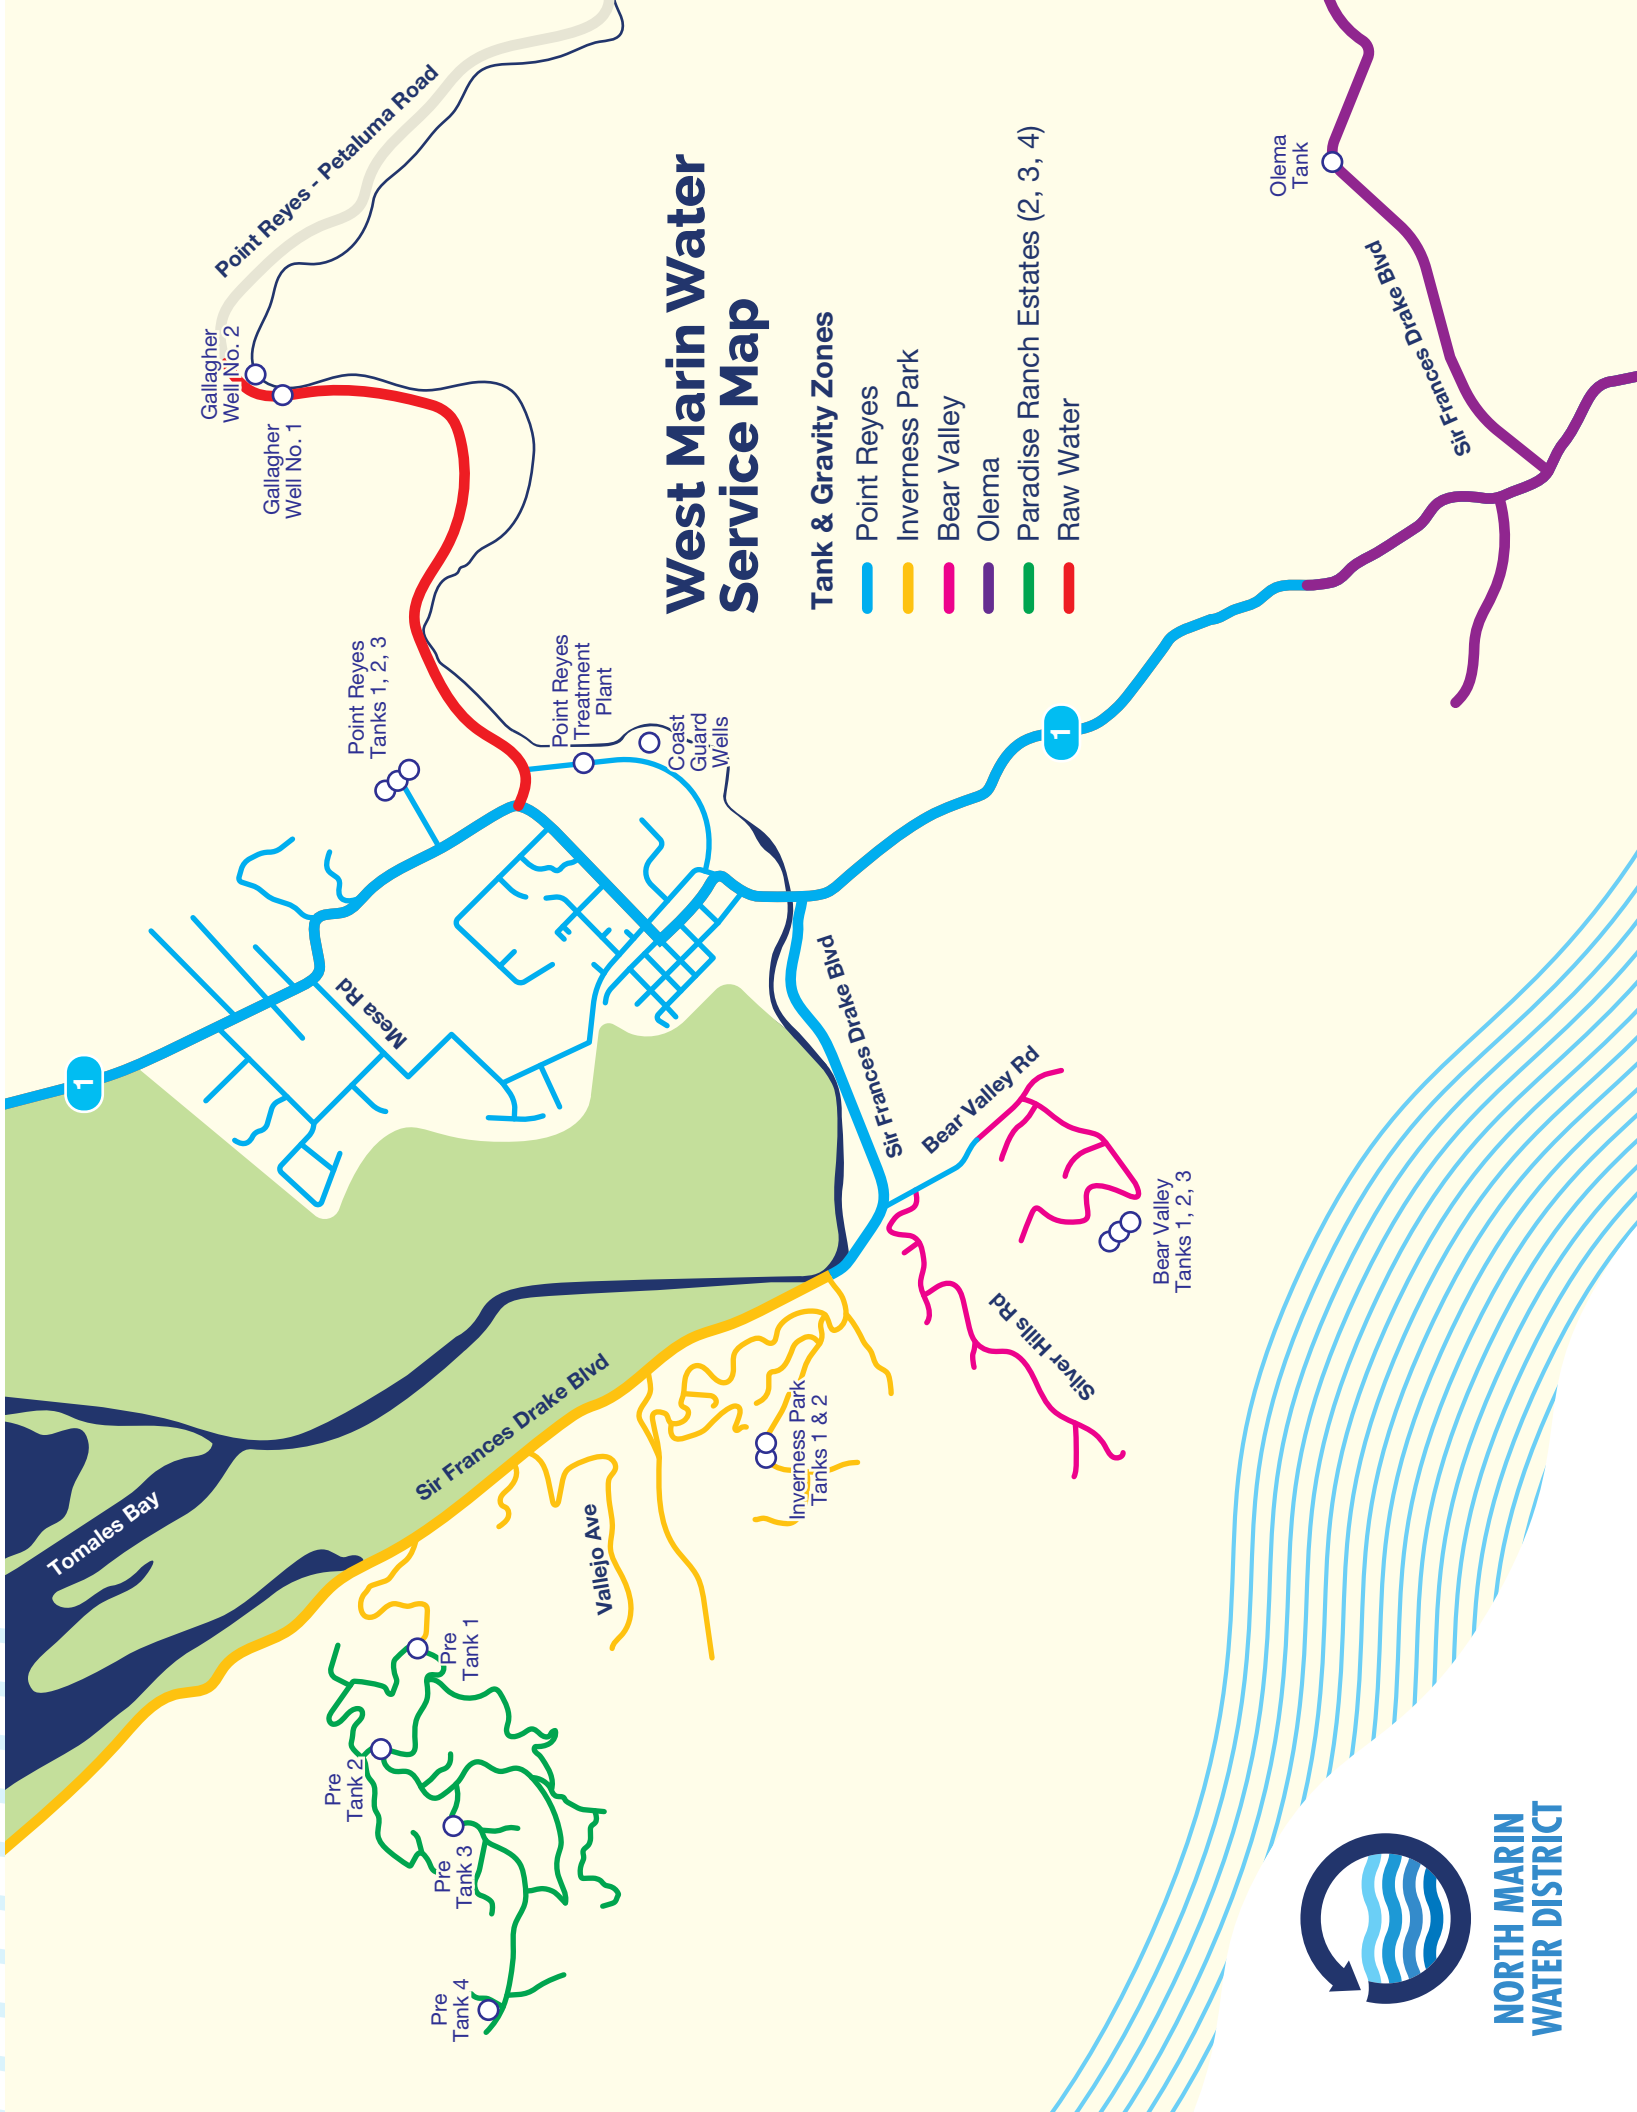 West Marin Water
Service Map
Tank & Gravity Zones
Point Reyes
Inverness Park
Bear Valley
Olema
Paradise Ranch Estates (2, 3, 4)
Raw Water
Point Reyes - Petaluma Road
Gallagher
Well No. 2
Gallagher
Well No. 1
Point Reyes
Tanks 1, 2, 3
Point Reyes
Treatment
Plant
Coast
Guard
Wells
Olema
Tank
Sir Frances Drake Blvd
1
1
Mesa Rd
Sir Frances Drake Blvd
Bear Valley Rd
Bear Valley
Tanks 1, 2, 3
Silver Hills Rd
Inverness Park
Tanks 1 & 2
Sir Frances Drake Blvd
Vallejo Ave
Tomales Bay
Pre
Tank 1
Pre
Tank 2
Pre
Tank 3
Pre
Tank 4
NORTH MARIN
WATER DISTRICT